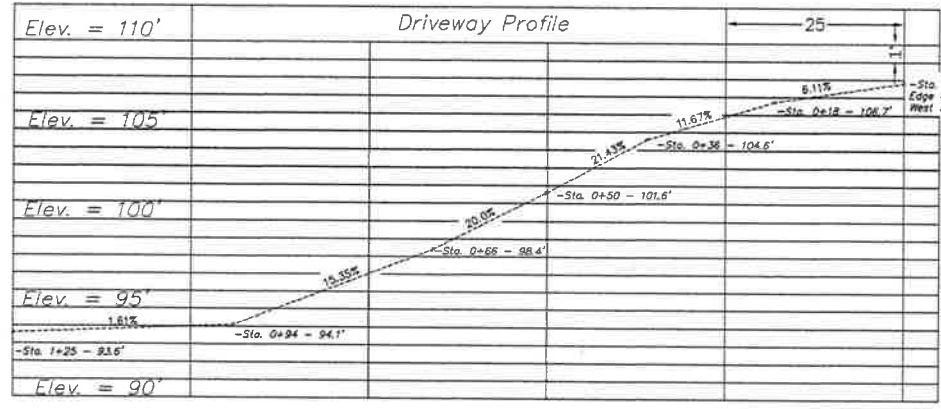 Elev. = 110'
Driveway Profile
25
1'
6.11%
-Sta.
Edge
West
-Sta. 0+18 - 106.7'
Elev. = 105'
11.67%
-Sta. 0+36 - 104.6'
21.43%
-Sta. 0+50 - 101.6'
Elev. = 100'
20.0%
-Sta. 0+66 - 98.4'
15.35%
Elev. = 95'
1.61%
-Sta. 0+94 - 94.1'
-Sta. 1+25 - 93.6'
Elev. = 90'